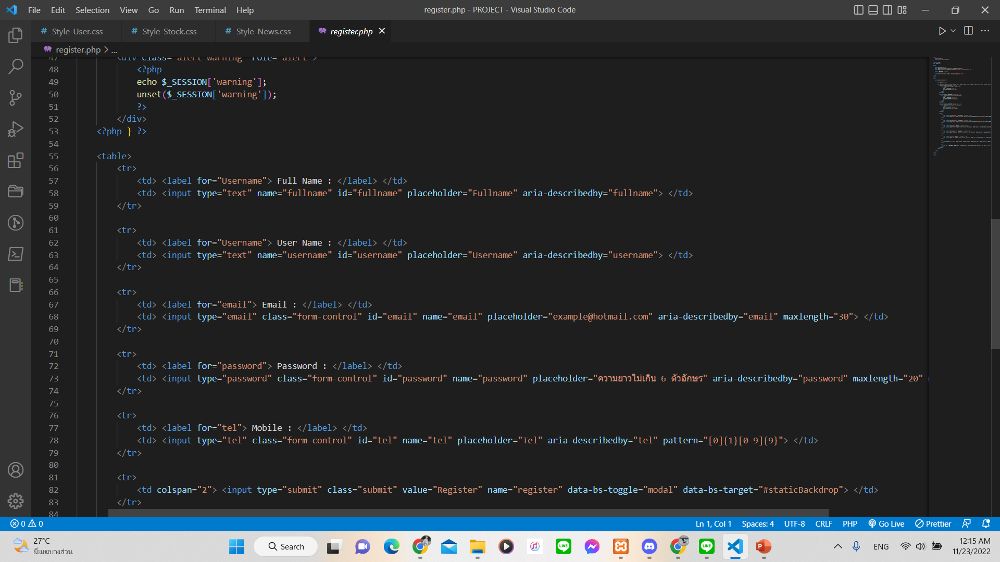 File Edit Selection View Go Run Terminal Help register.php - PROJECT - Visual Studio Code
# Style-User.css # Style-Stock.css # Style-News.css register.php
register.php > ...
47 <div class="alert-warning" role="alert">
48 <?php
49 echo $_SESSION['warning'];
50 unset($_SESSION['warning']);
51 ?>
52 </div>
53 <?php } ?>
54
55 <table>
56 <tr>
57 <td> <label for="Username"> Full Name : </label> </td>
58 <td> <input type="text" name="fullname" id="fullname" placeholder="Fullname" aria-describedby="fullname"> </td>
59 </tr>
60
61 <tr>
62 <td> <label for="Username"> User Name : </label> </td>
63 <td> <input type="text" name="username" id="username" placeholder="Username" aria-describedby="username"> </td>
64 </tr>
65
66 <tr>
67 <td> <label for="email"> Email : </label> </td>
68 <td> <input type="email" class="form-control" id="email" name="email" placeholder="example@hotmail.com" aria-describedby="email" maxlength="30"> </td>
69 </tr>
70
71 <tr>
72 <td> <label for="password"> Password : </label> </td>
73 <td> <input type="password" class="form-control" id="password" name="password" placeholder="ความยาวไม่เกิน 6 ตัวอักษร" aria-describedby="password" maxlength="20"
74 </tr>
75
76 <tr>
77 <td> <label for="tel"> Mobile : </label> </td>
78 <td> <input type="tel" class="form-control" id="tel" name="tel" placeholder="Tel" aria-describedby="tel" pattern="[0]{1}[0-9]{9}"> </td>
79 </tr>
80
81 <tr>
82 <td colspan="2"> <input type="submit" class="submit" value="Register" name="register" data-bs-toggle="modal" data-bs-target="#staticBackdrop"> </td>
83 </tr>
84
0 0 Ln 1, Col 1 Spaces: 4 UTF-8 CRLF PHP Go Live Prettier
27°C
มีเมฆบางส่วน
Search
LINE
LINE
ENG
12:15 AM
11/23/2022